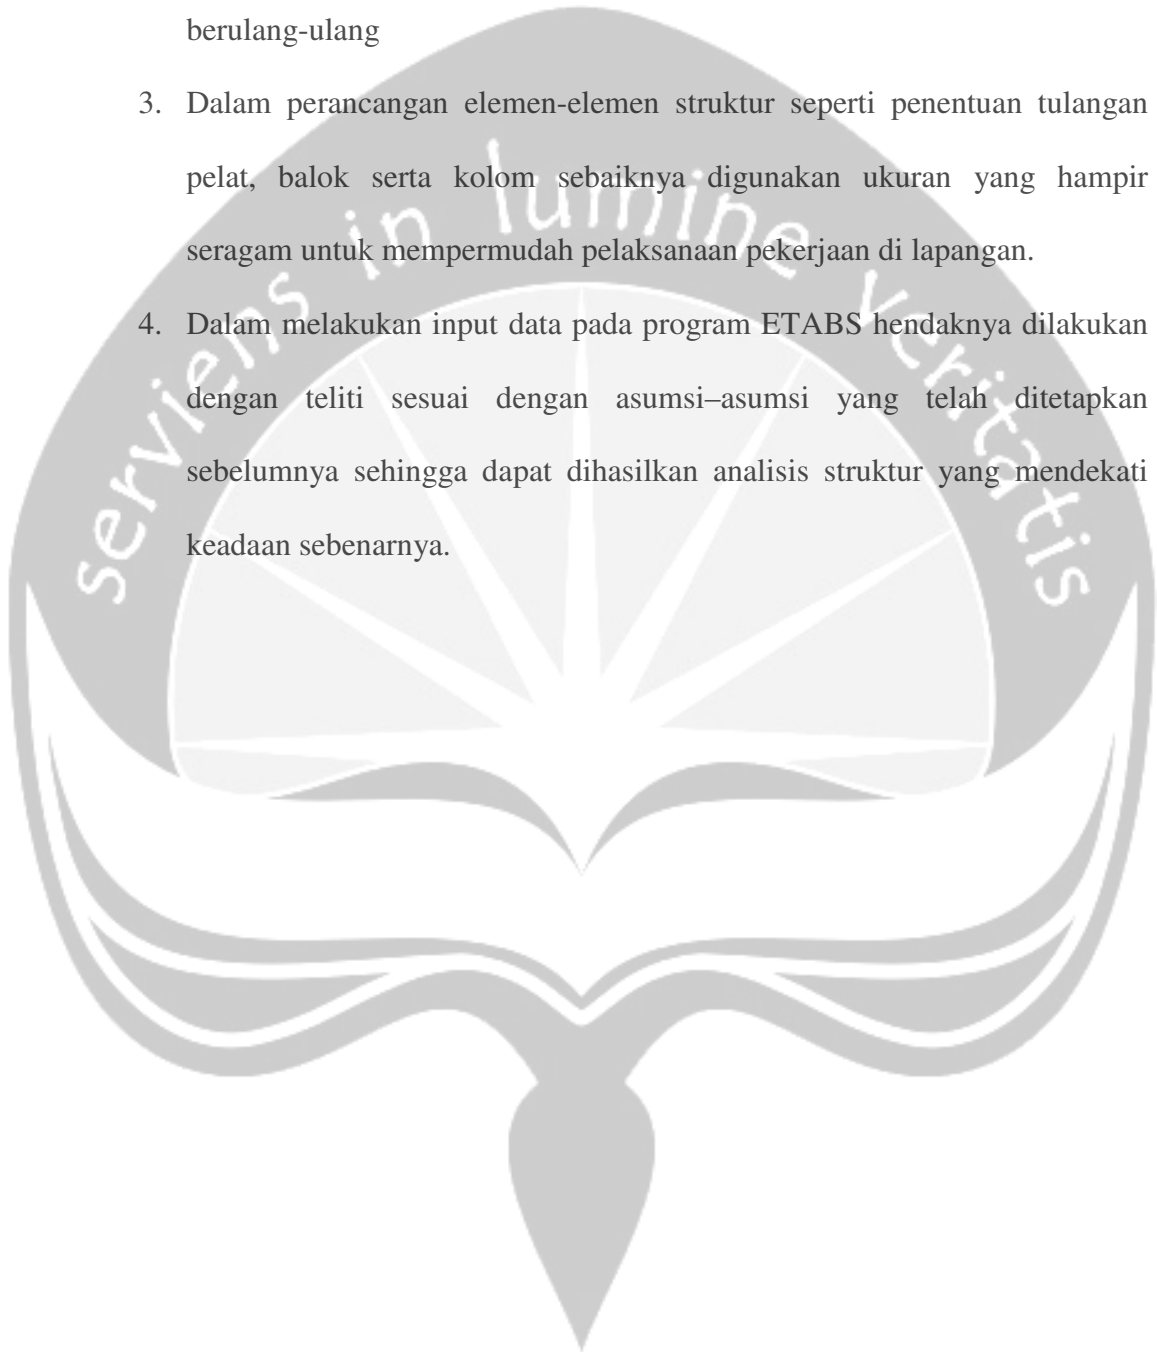 berulang-ulang
3. Dalam perancangan elemen-elemen struktur seperti penentuan tulangan
pelat, balok serta kolom sebaiknya digunakan ukuran yang hampir
seragam untuk mempermudah pelaksanaan pekerjaan di lapangan.
4. Dalam melakukan input data pada program ETABS hendaknya dilakukan
dengan teliti sesuai dengan asumsi–asumsi yang telah ditetapkan
sebelumnya sehingga dapat dihasilkan analisis struktur yang mendekati
keadaan sebenarnya.
serviens in lumine veritatis